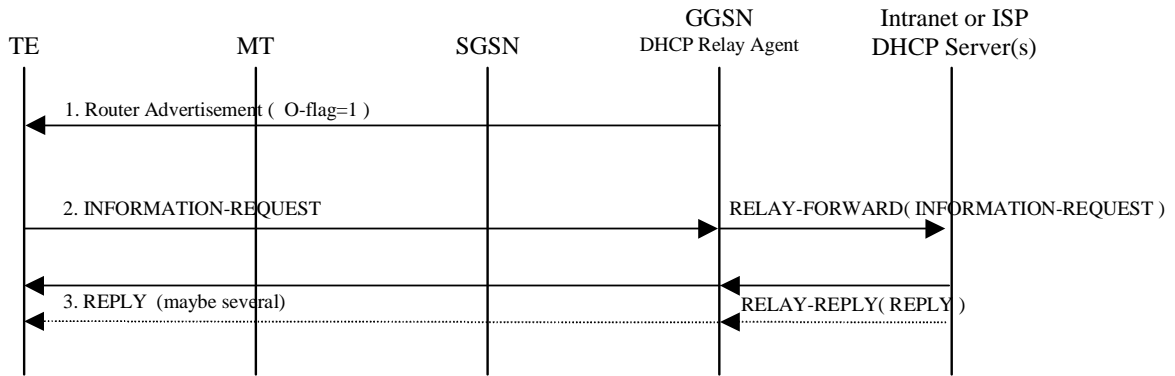 GGSN
Intranet or ISP
TE
MT
SGSN
DHCP Relay Agent
DHCP Server(s)
1. Router Advertisement ( O-flag=1 )
2. INFORMATION-REQUEST
RELAY-FORWARD( INFORMATION-REQUEST )
3. REPLY (maybe several)
RELAY-REPLY( REPLY )